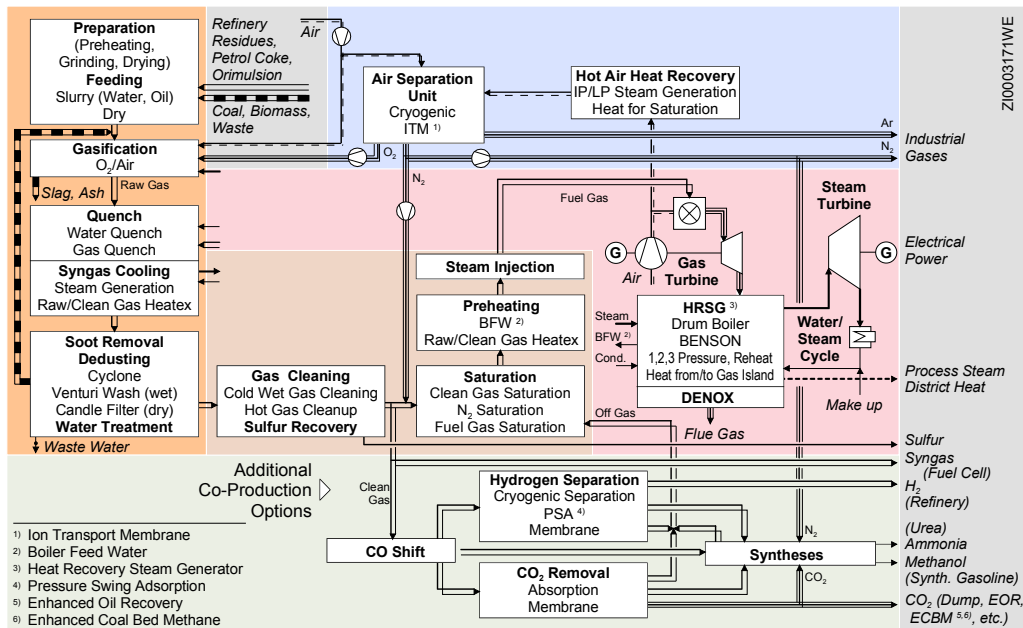 Preparation
(Preheating,
Grinding, Drying)
Feeding
Slurry (Water, Oil)
Dry
Refinery
Residues,
Petrol Coke,
Orimulsion
Coal, Biomass,
Waste
Air
Air Separation
Unit
Cryogenic
ITM 1)
Hot Air Heat Recovery
IP/LP Steam Generation
Heat for Saturation
ZI0003171WE
Ar
Industrial
Gases
N2
O2
N2
Gasification
O2/Air
Slag, Ash
Raw Gas
Quench
Water Quench
Gas Quench
Syngas Cooling
Steam Generation
Raw/Clean Gas Heatex
Soot Removal
Dedusting
Cyclone
Venturi Wash (wet)
Candle Filter (dry)
Water Treatment
Waste Water
Gas Cleaning
Cold Wet Gas Cleaning
Hot Gas Cleanup
Sulfur Recovery
Steam Injection
Preheating
BFW 2)
Raw/Clean Gas Heatex
Saturation
Clean Gas Saturation
N2 Saturation
Fuel Gas Saturation
Fuel Gas
G
Air
Gas
Turbine
Steam
Turbine
G
Electrical
Power
Steam
BFW 2)
Cond.
HRSG 3)
Drum Boiler
BENSON
1,2,3 Pressure, Reheat
Heat from/to Gas Island
DENOX
Water/
Steam
Cycle
Make up
Process Steam
District Heat
Off Gas
Flue Gas
Sulfur
Syngas
(Fuel Cell)
H2
(Refinery)
Additional
Co-Production
Options
Clean
Gas
CO Shift
Hydrogen Separation
Cryogenic Separation
PSA 4)
Membrane
CO2 Removal
Absorption
Membrane
Syntheses
N2
CO2
(Urea)
Ammonia
Methanol
(Synth. Gasoline)
CO2 (Dump, EOR,
ECBM 5,6), etc.)
1) Ion Transport Membrane
2) Boiler Feed Water
3) Heat Recovery Steam Generator
4) Pressure Swing Adsorption
5) Enhanced Oil Recovery
6) Enhanced Coal Bed Methane